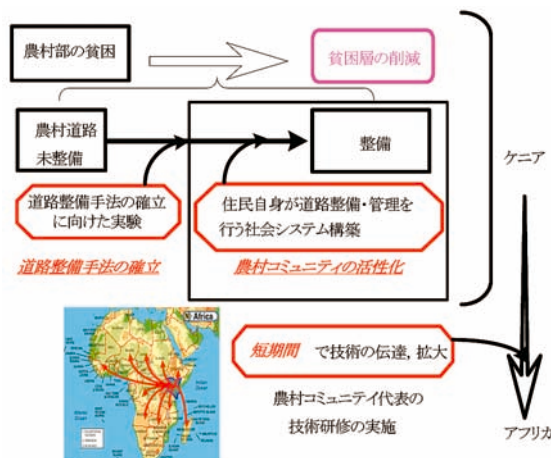 農村部の貧困
貧困層の削減
農村道路
未整備
整備
ケニア
道路整備手法の確立
に向けた実験
住民自身が道路整備・管理を
行う社会システム構築
道路整備手法の確立
農村コミュニティの活性化
Africa
短期間 で技術の伝達, 拡大
農村コミュニテイ代表の
技術研修の実施
アフリカ